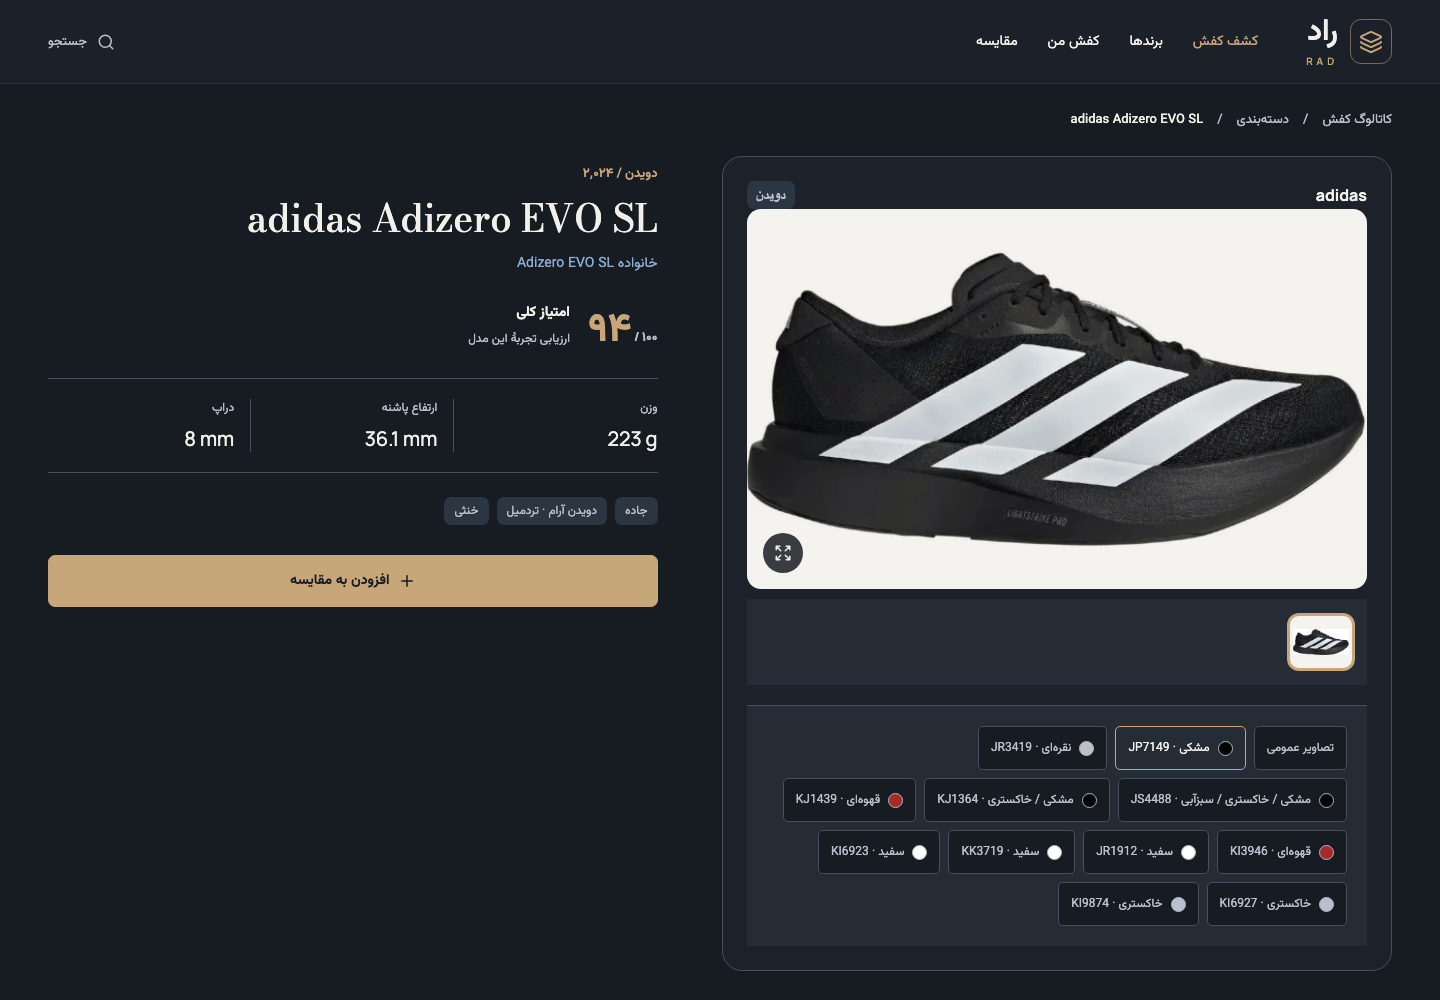 راد
RAD
کشف کفش
برندها
کفش من
مقایسه
جستجو
کاتالوگ کفش / دسته‌بندی / adidas Adizero EVO SL
adidas
دویدن
LIGHTSTRIKE PRO
تصاویر عمومی
مشکی · JP7149
نقره‌ای · JR3419
مشکی / خاکستری / سبزآبی · JS4488
مشکی / خاکستری · KJ1364
قهوه‌ای · KJ1439
قهوه‌ای · KI3946
سفید · JR1912
سفید · KK3719
سفید · KI6923
خاکستری · KI6927
خاکستری · KI9874
دویدن / ۲,۰۲۴
adidas Adizero EVO SL
خانواده Adizero EVO SL
۹۴ / ۱۰۰
امتیاز کلی
ارزیابی تجربهٔ این مدل
وزن
223 g
ارتفاع پاشنه
36.1 mm
دراپ
8 mm
جاده
دویدن آرام · تردمیل
خنثی
افزودن به مقایسه